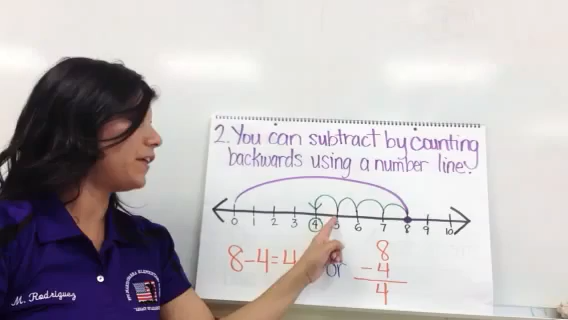 2. You can subtract by counting
backwards using a number line.
0 1 2 3 4 5 6 7 8 9 10
8-4=4 or
8
-4
4
M. Rodriguez